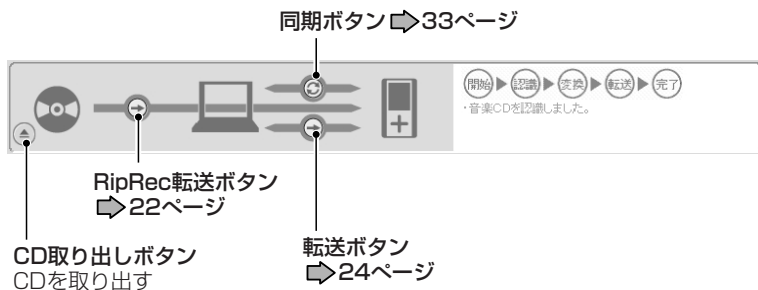 同期ボタン 33ページ
開始 認識 変換 転送 完了
・音楽CDを認識しました。
RipRec転送ボタン
22ページ
CD取り出しボタン
CDを取り出す
転送ボタン
24ページ